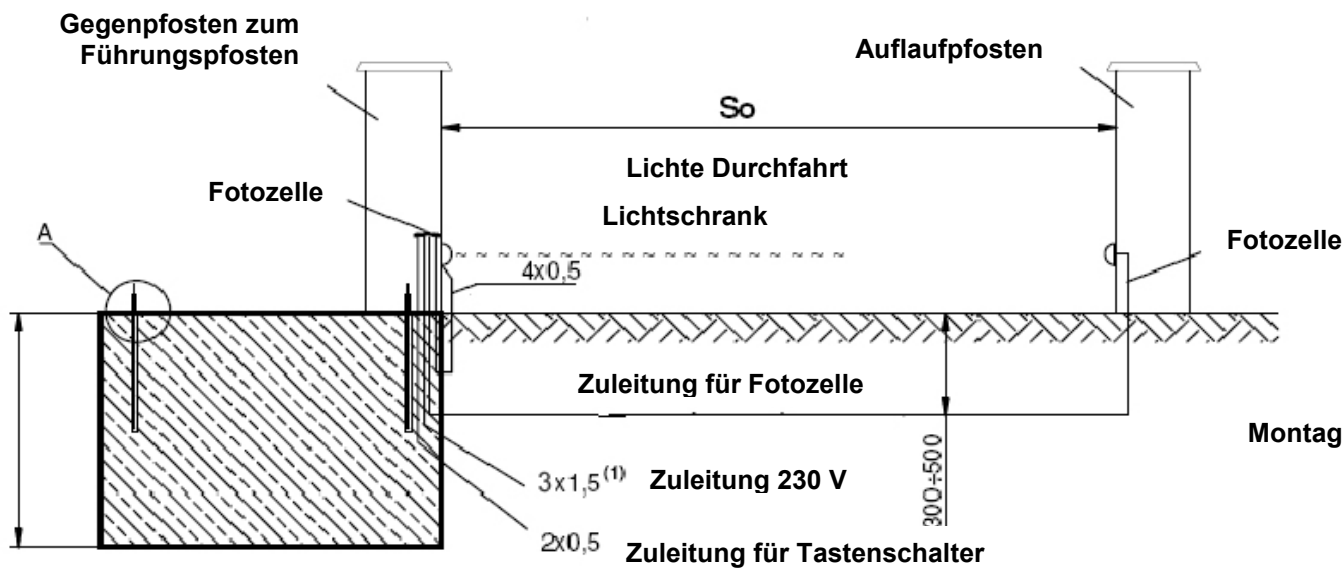 Gegenpfosten zum
Führungspfosten
Auflaufpfosten
So
Lichte Durchfahrt
Fotozelle
Lichtschrank
A
Fotozelle
4x0,5
Zuleitung für Fotozelle
Montag
3x1,5(1) Zuleitung 230 V
300÷500
2x0,5 Zuleitung für Tastenschalter